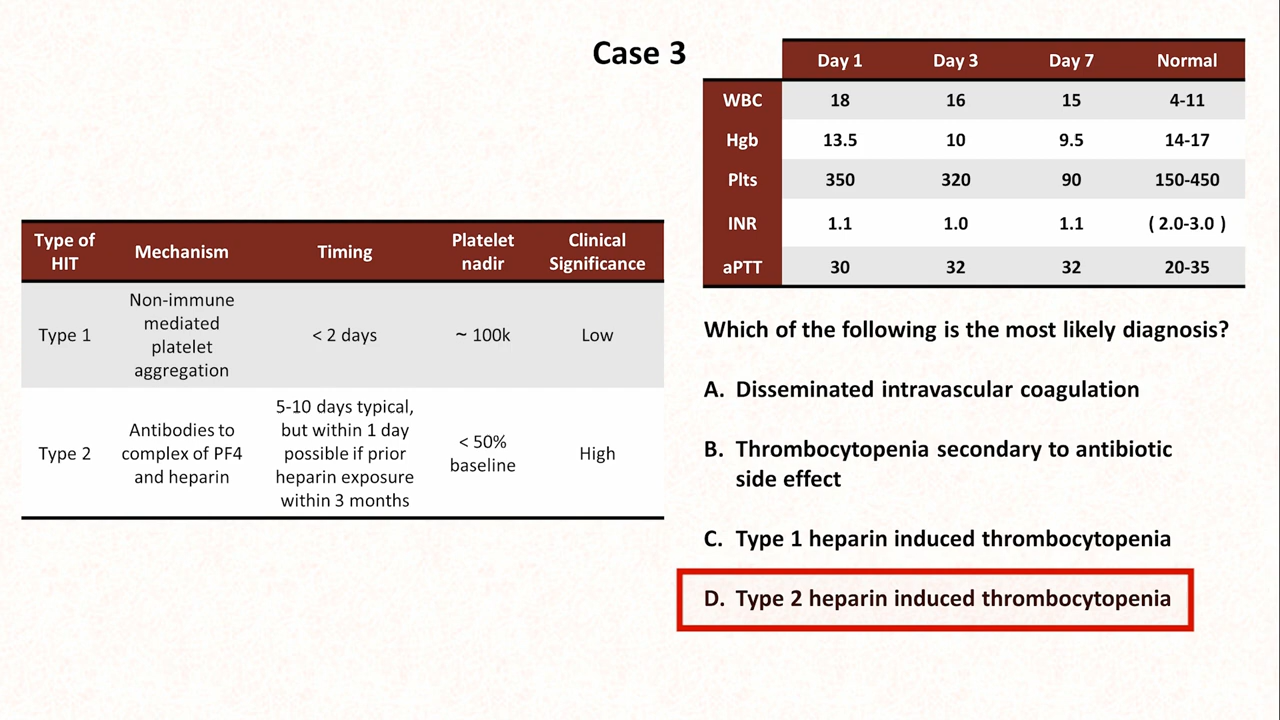 Case 3
Day 1 Day 3 Day 7 Normal
WBC 18 16 15 4-11
Hgb 13.5 10 9.5 14-17
Plts 350 320 90 150-450
INR 1.1 1.0 1.1 ( 2.0-3.0 )
aPTT 30 32 32 20-35
Type of
HIT
Mechanism
Timing
Platelet
nadir
Clinical
Significance
Type 1
Non-immune
mediated
platelet
aggregation
< 2 days
~ 100k
Low
Type 2
Antibodies to
complex of PF4
and heparin
5-10 days typical,
but within 1 day
possible if prior
heparin exposure
within 3 months
< 50%
baseline
High
Which of the following is the most likely diagnosis?
A. Disseminated intravascular coagulation
B. Thrombocytopenia secondary to antibiotic
side effect
C. Type 1 heparin induced thrombocytopenia
D. Type 2 heparin induced thrombocytopenia